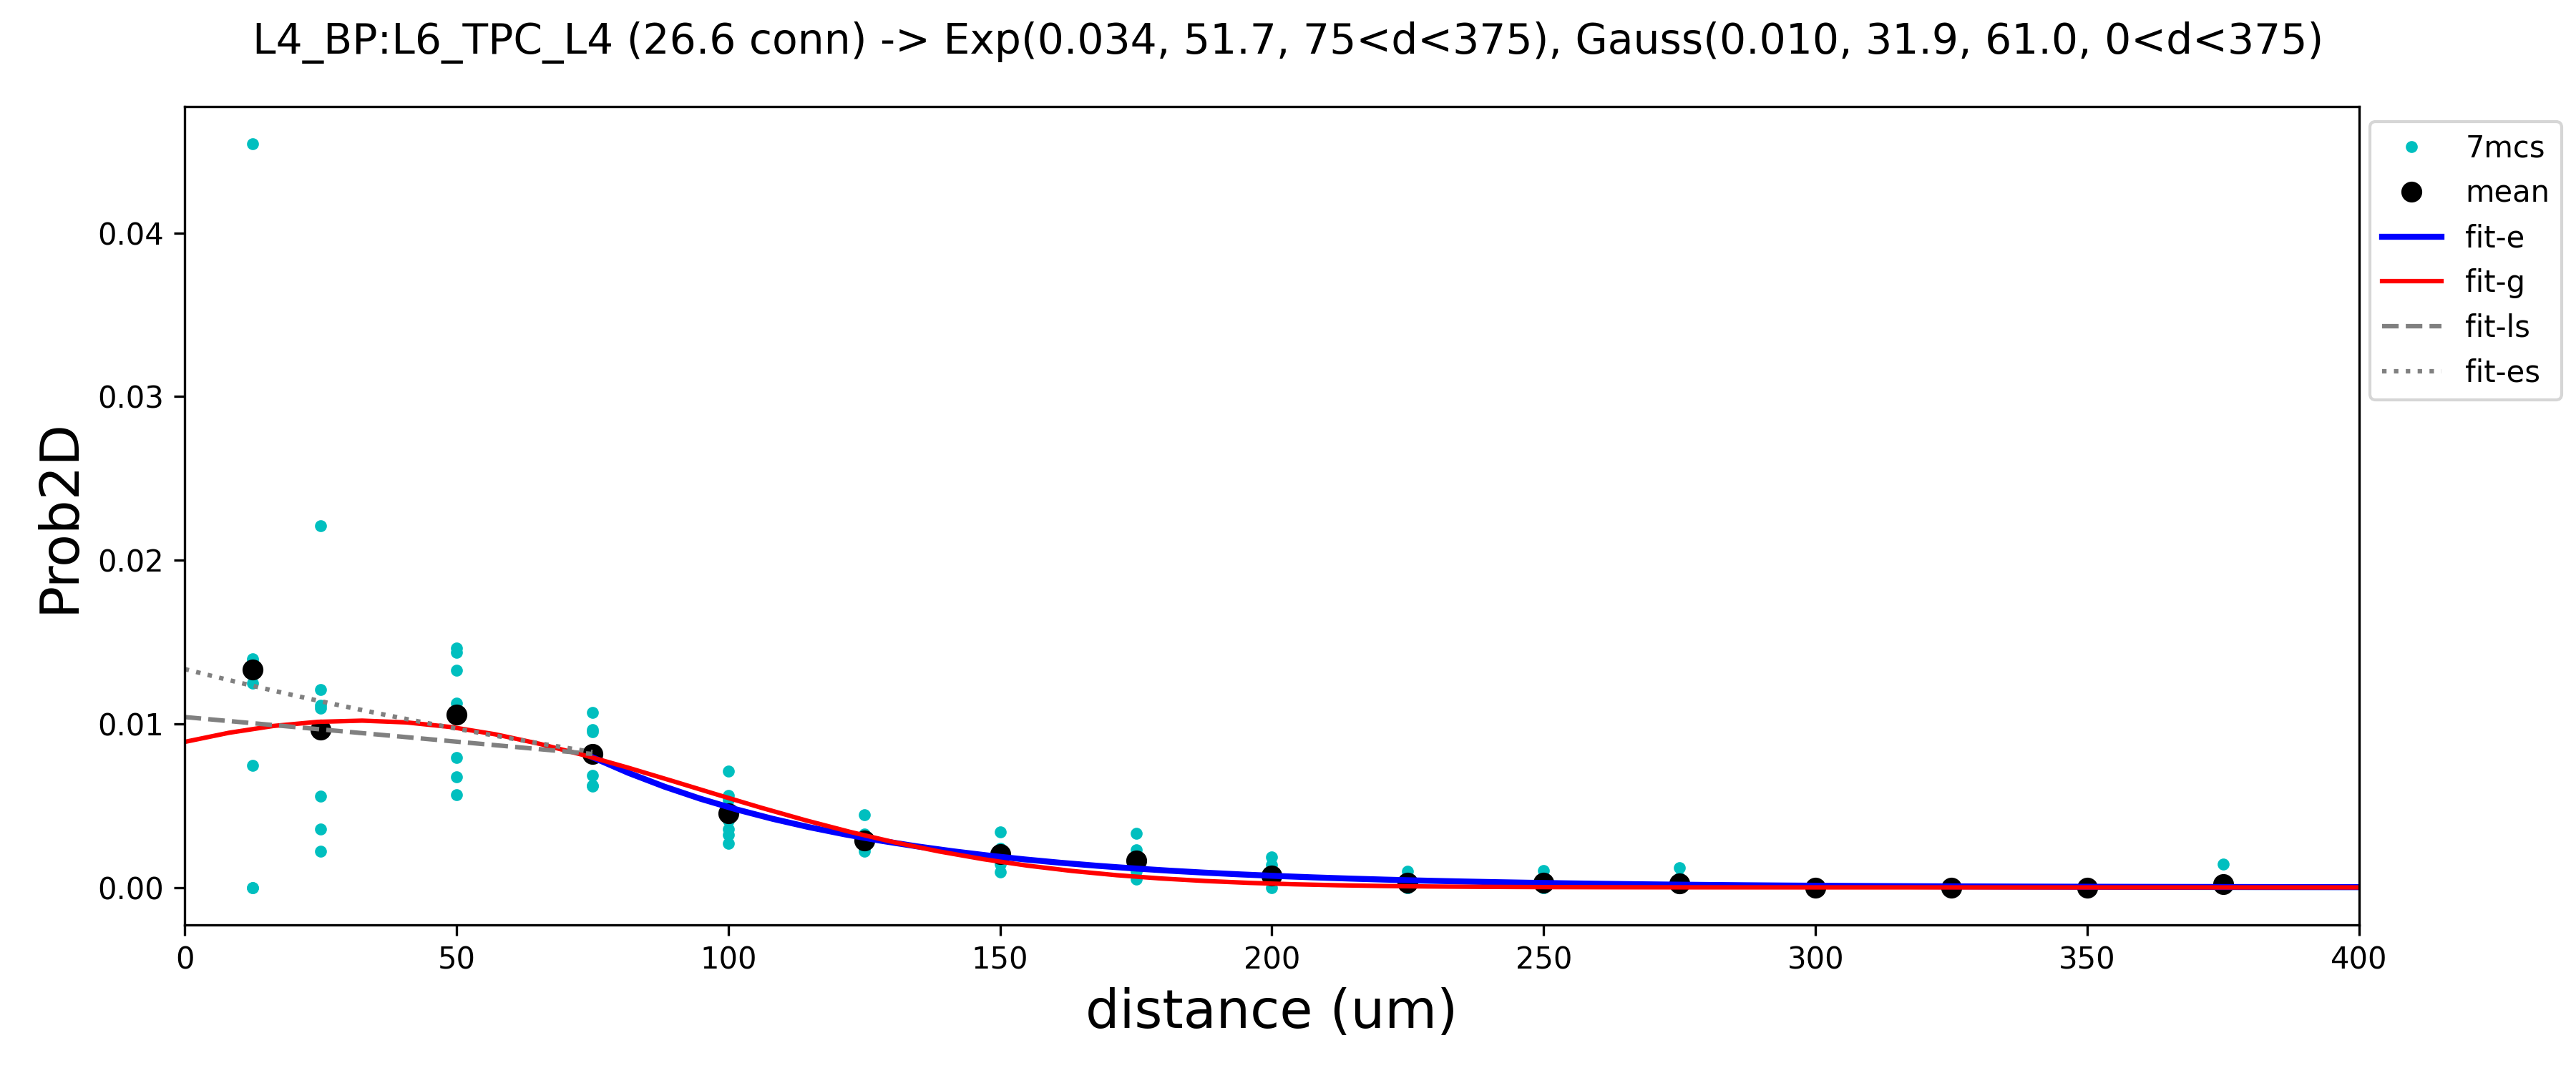 L4_BP:L6_TPC_L4 (26.6 conn) -> Exp(0.034, 51.7, 75<d<375), Gauss(0.010, 31.9, 61.0, 0<d<375)
7mcs
mean
fit-e
fit-g
fit-ls
fit-es
Prob2D
0.04
0.03
0.02
0.01
0.00
0 50 100 150 200 250 300 350 400
distance (um)